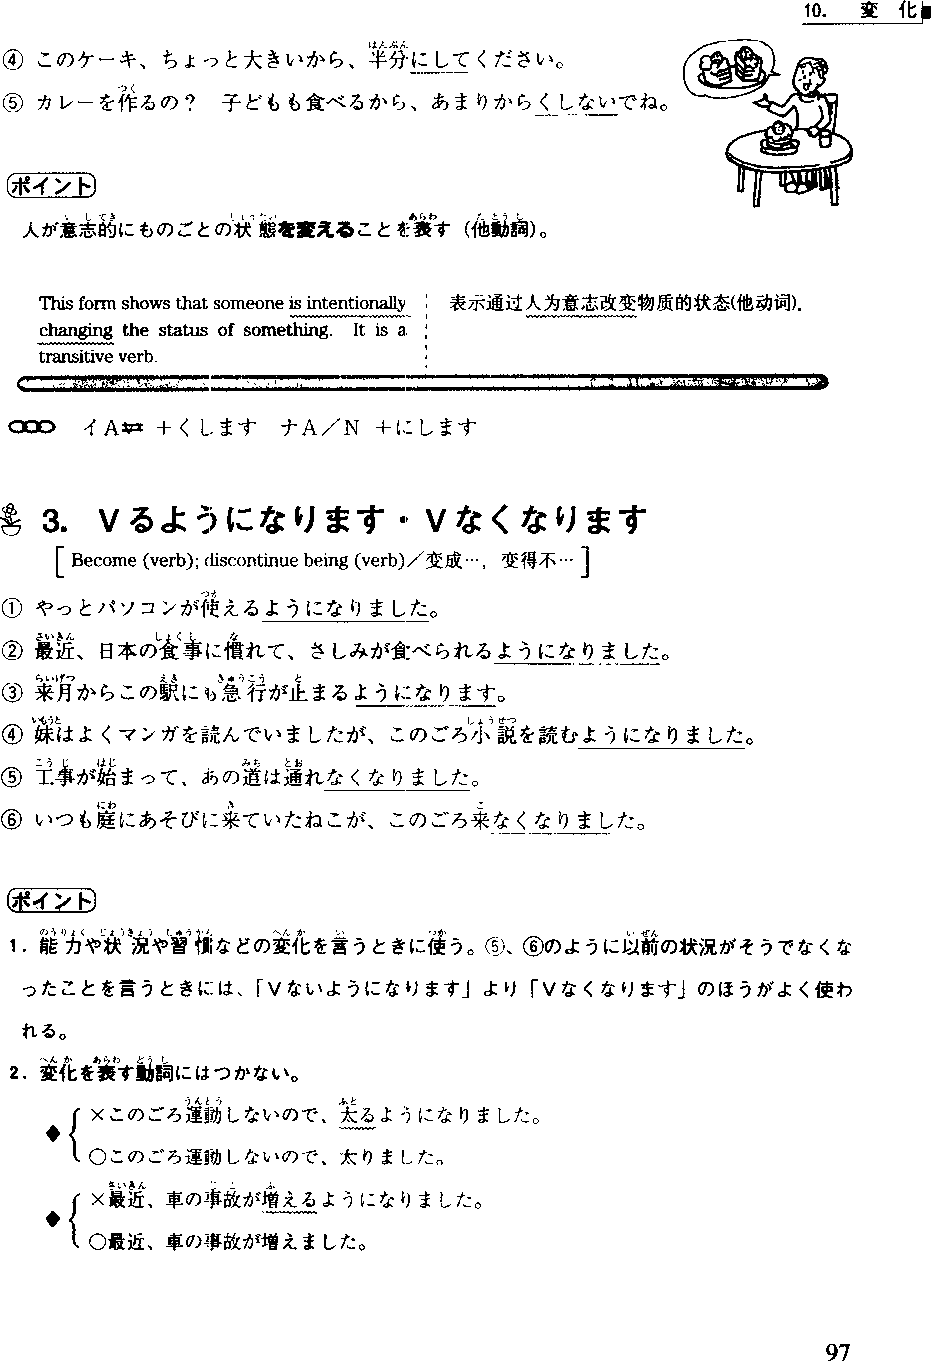 10. 変化
④ このケーキ、ちょっと大きいから、半分にしてください。
⑤ カレーを作るの？ 子どもも食べるから、あまりからくしないでね。
ポイント
人が意志的にものごとの状態を変えることを表す（他動詞）。
This form shows that someone is intentionally
changing the status of something. It is a
transitive verb.
表示通过人为意志改变物质的状态(他动词).
イA +くします ナA／N +にします
3. Vるようになります・Vなくなります
[ Become (verb); discontinue being (verb)／变成…，变得不… ]
① やっとパソコンが使えるようになりました。
② 最近、日本の食事に慣れて、さしみが食べられるようになりました。
③ 来月からこの駅にも急行が止まるようになります。
④ 妹はよくマンガを読んでいましたが、このごろ小説を読むようになりました。
⑤ 工事が始まって、あの道は通れなくなりました。
⑥ いつも庭にあそびに来ていたねこが、このごろ来なくなりました。
ポイント
1．能力や状況や習慣などの変化を言うときに使う。⑤、⑥のように以前の状況がそうでなくな
ったことを言うときには、「Vないようになります」より「Vなくなります」のほうがよく使わ
れる。
2．変化を表す動詞にはつかない。
◆ ×このごろ運動しないので、太るようになりました。
○このごろ運動しないので、太りました。
◆ ×最近、車の事故が増えるようになりました。
○最近、車の事故が増えました。
97